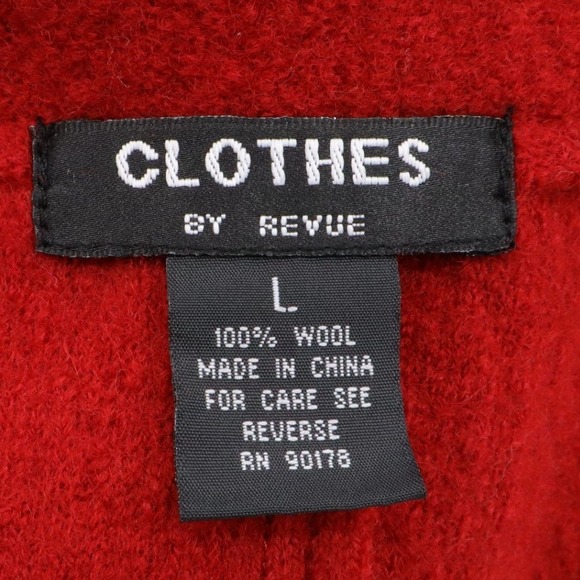 CLOTHES
BY REVUE
L
100% WOOL
MADE IN CHINA
FOR CARE SEE
REVERSE
RN 90178